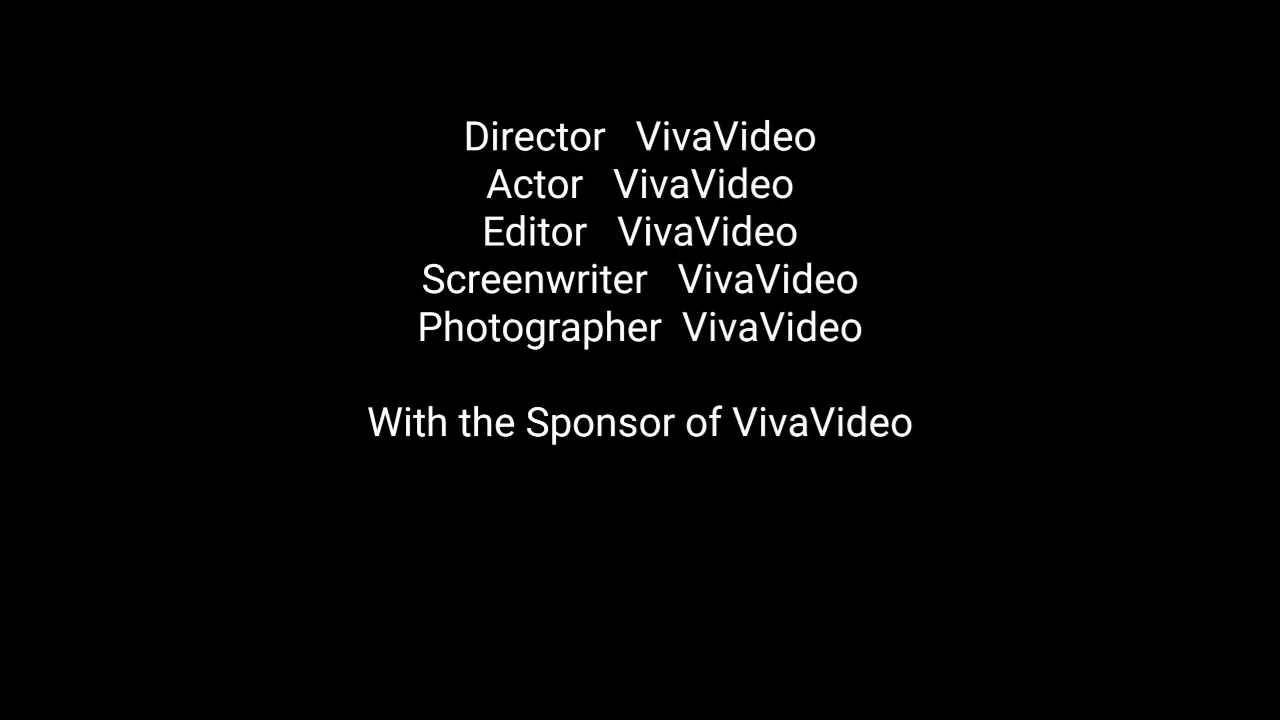 Director VivaVideo
Actor VivaVideo
Editor VivaVideo
Screenwriter VivaVideo
Photographer VivaVideo
With the Sponsor of VivaVideo